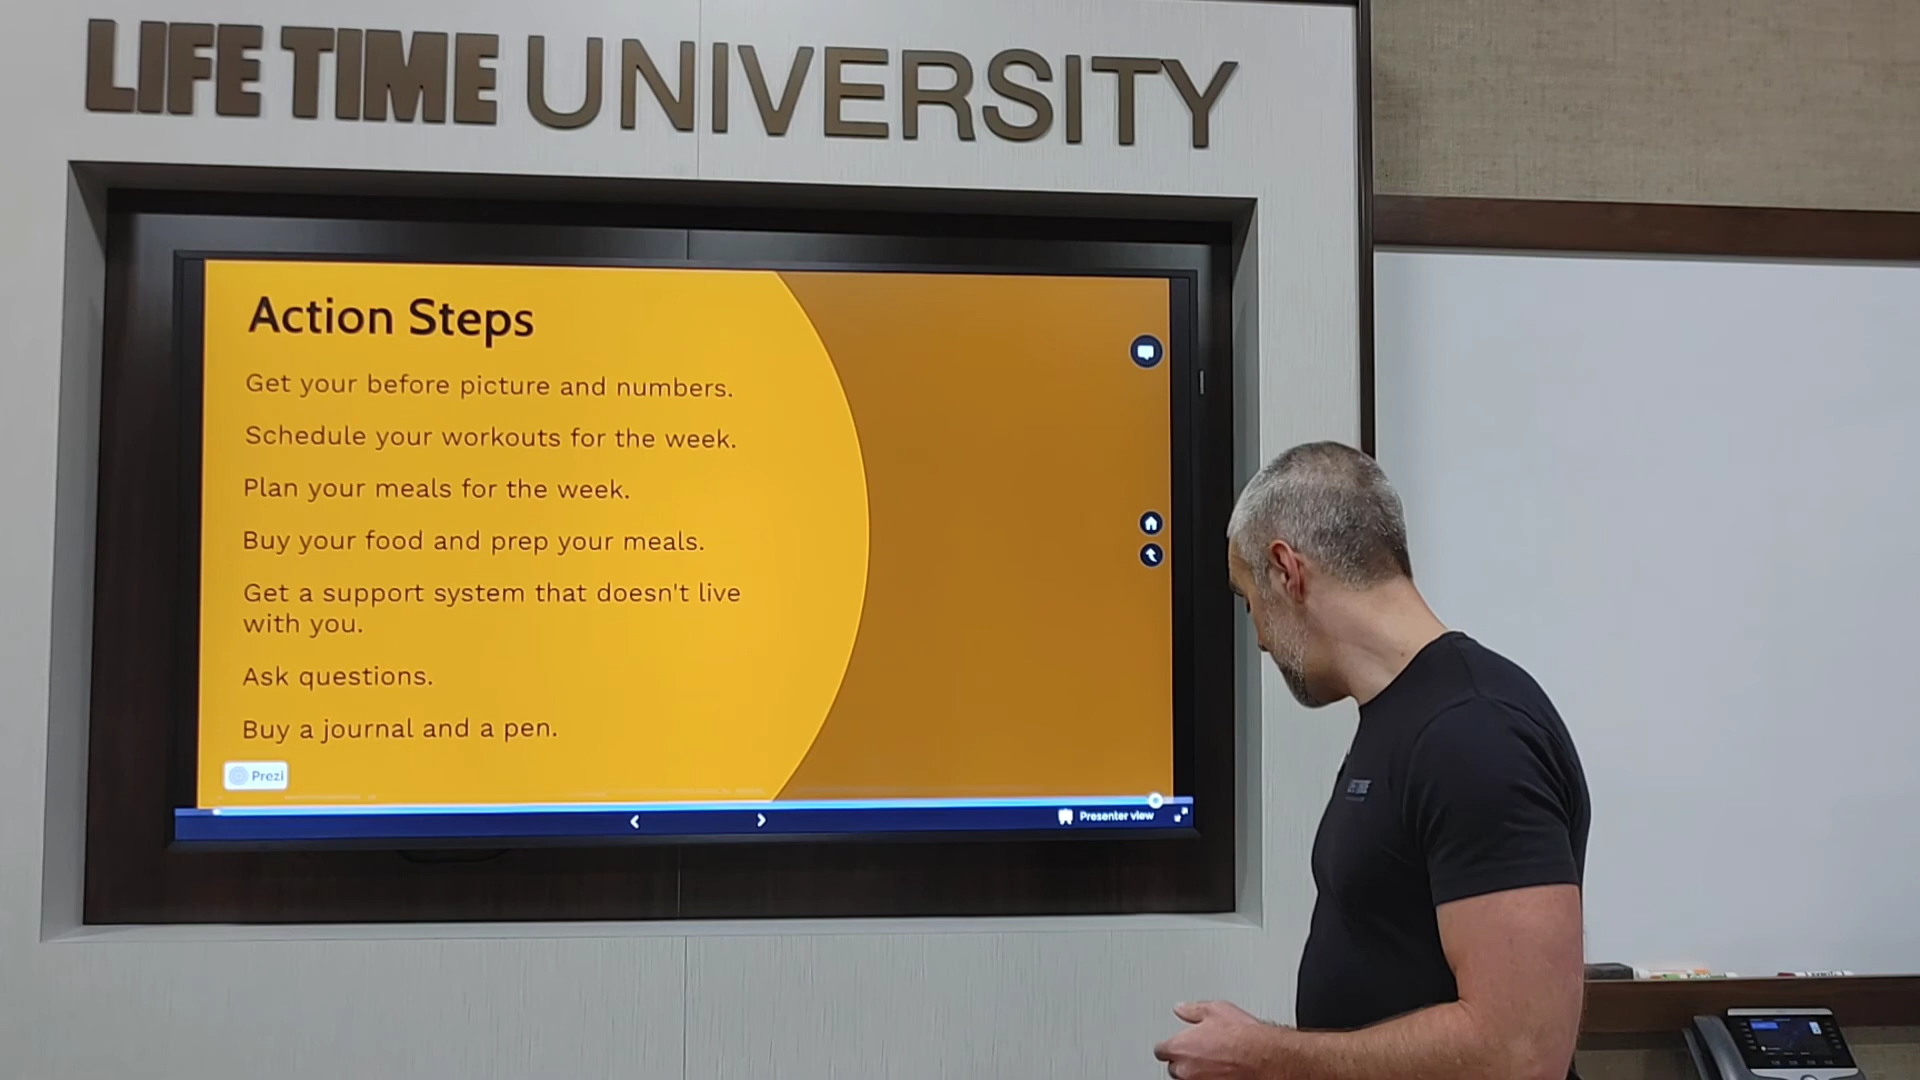 LIFE TIME UNIVERSITY
Action Steps
Get your before picture and numbers.
Schedule your workouts for the week.
Plan your meals for the week.
Buy your food and prep your meals.
Get a support system that doesn't live
with you.
Ask questions.
Buy a journal and a pen.
Prezi
Presenter view
LIFE TIME